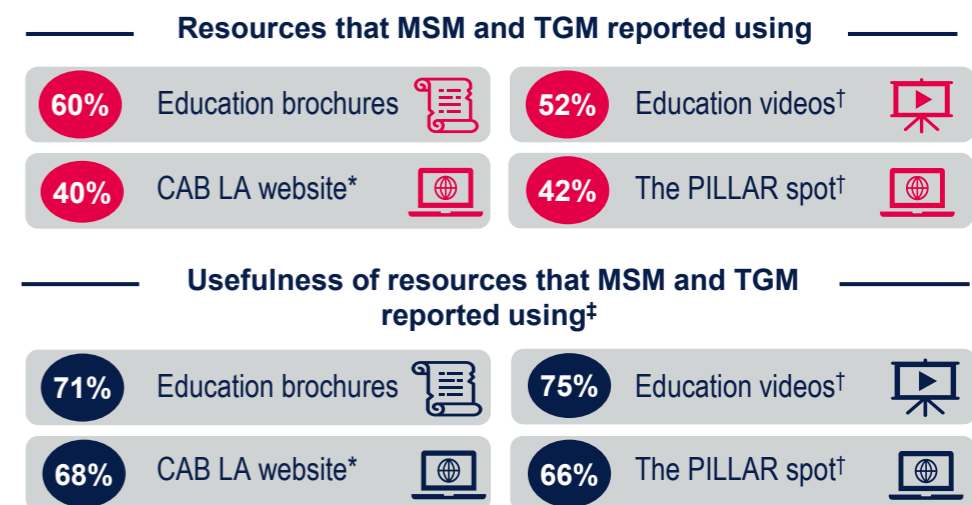 Resources that MSM and TGM reported using
60% Education brochures
52% Education videos†
40% CAB LA website*
42% The PILLAR spot†
Usefulness of resources that MSM and TGM
reported using‡
71% Education brochures
75% Education videos†
68% CAB LA website*
66% The PILLAR spot†